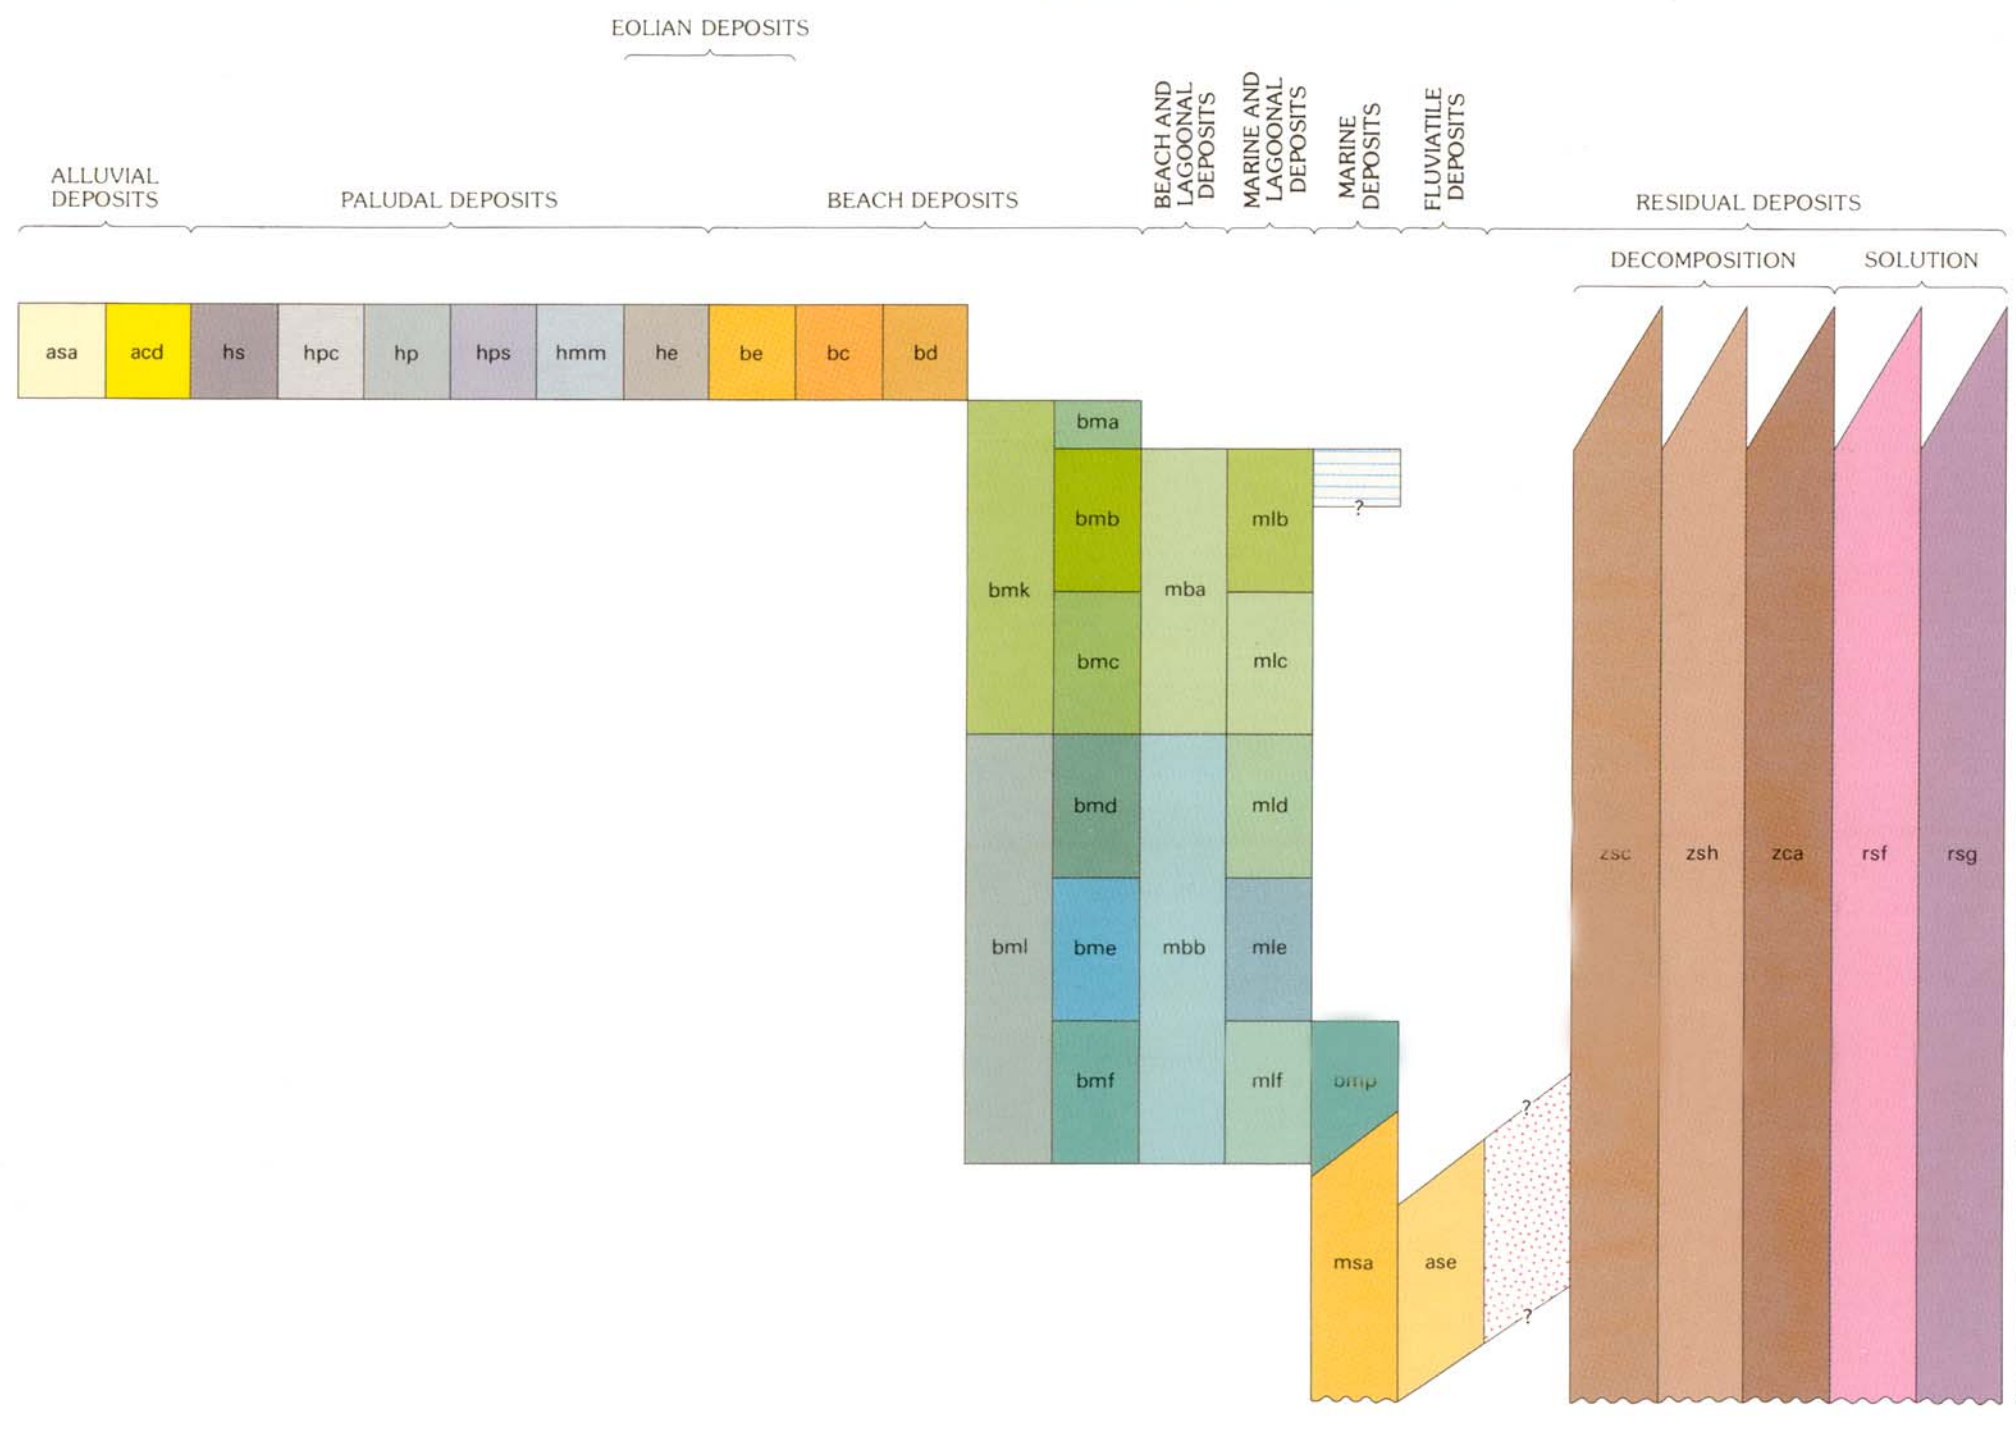 EOLIAN DEPOSITS
BEACH AND
LAGOONAL
DEPOSITS
MARINE AND
LAGOONAL
DEPOSITS
MARINE
DEPOSITS
FLUVIATILE
DEPOSITS
ALLUVIAL
DEPOSITS
PALUDAL DEPOSITS
BEACH DEPOSITS
RESIDUAL DEPOSITS
DECOMPOSITION
SOLUTION
asa
acd
hs
hpc
hp
hps
hmm
he
be
bc
bd
bma
bmb
mlb
?
bmk
mba
bmc
mlc
bmd
mld
zsc
zsh
zca
rsf
rsg
bml
bme
mbb
mle
bmf
mlf
bmp
?
msa
ase
?